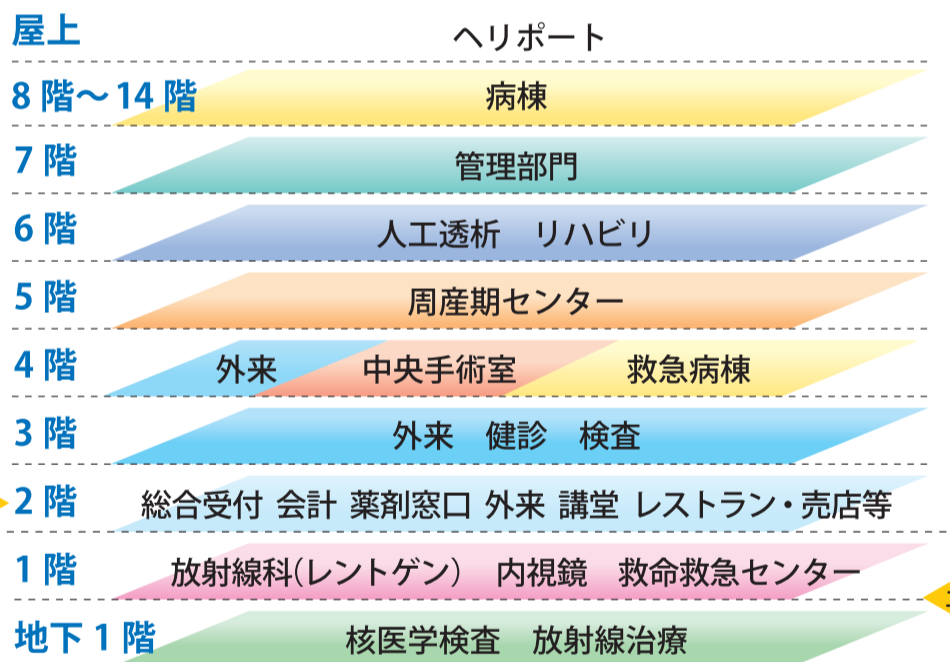 屋上 ヘリポート
8階～14階 病棟
7階 管理部門
6階 人工透析 リハビリ
5階 周産期センター
4階 外来 中央手術室 救急病棟
3階 外来 健診 検査
2階 総合受付 会計 薬剤窓口 外来 講堂 レストラン・売店等
1階 放射線科(レントゲン) 内視鏡 救命救急センター
地下1階 核医学検査 放射線治療